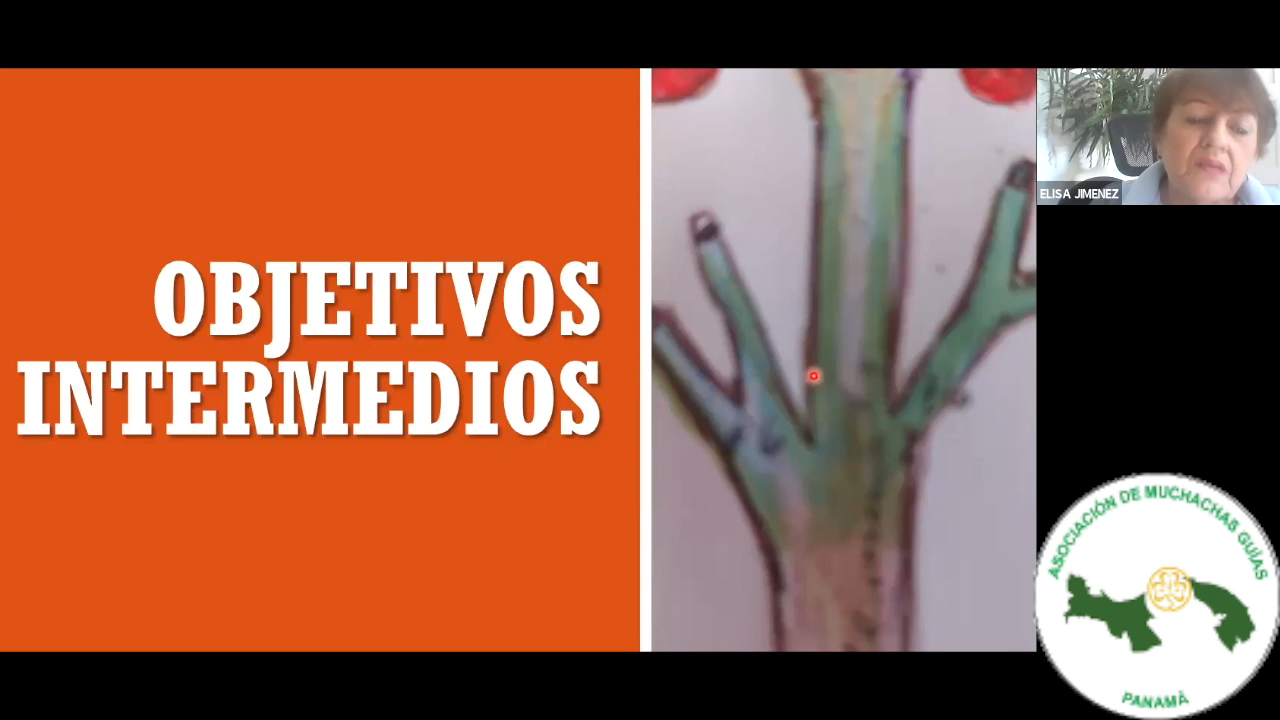 OBJETIVOS
INTERMEDIOS
ELISA JIMENEZ
ASOCIACIÓN DE MUCHACHAS GUÍAS
PANAMÁ